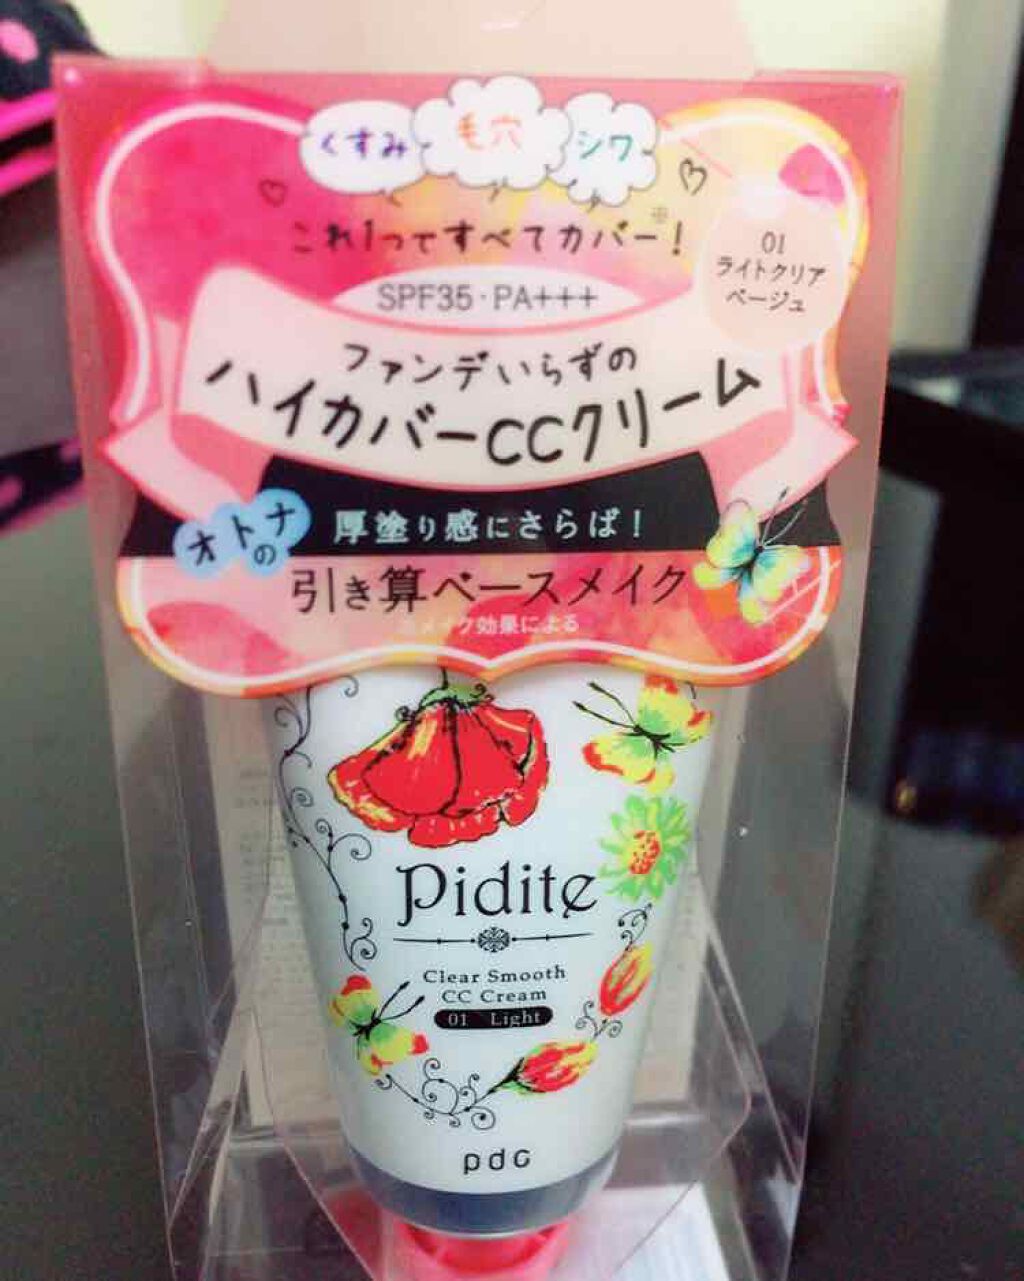 くすみ 毛穴 シワ
これ1つですべてカバー※!
01
ライトクリア
ベージュ
SPF35・PA+++
ファンデいらずの
ハイカバーCCクリーム
オトナの
厚塗り感にさらば!
引き算ベースメイク
※メイク効果による
Pidite
Clear Smooth
CC Cream
01 Light
pdc